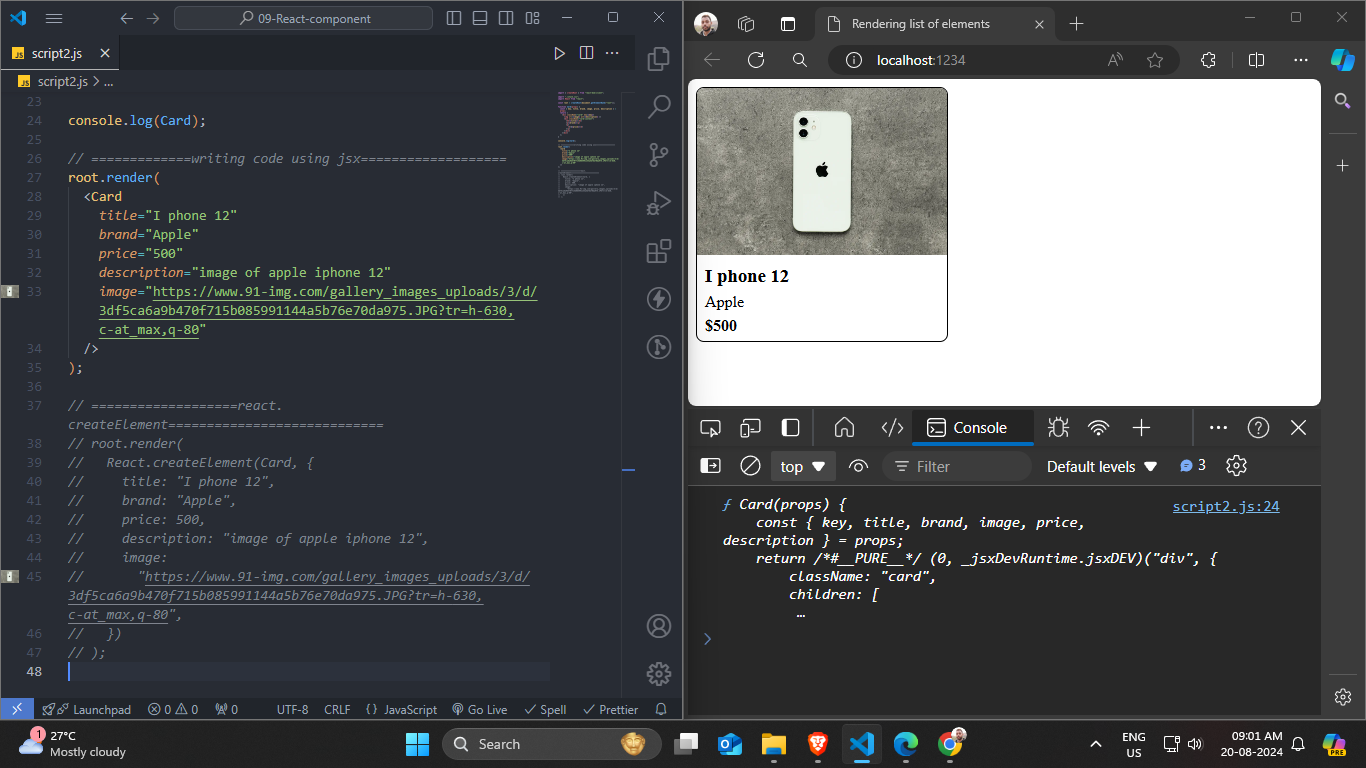 09-React-component
script2.js
script2.js > ...
23
24 console.log(Card);
25
26 // =============writing code using jsx===================
27 root.render(
28 <Card
29 title="I phone 12"
30 brand="Apple"
31 price="500"
32 description="image of apple iphone 12"
33 image="https://www.91-img.com/gallery_images_uploads/3/d/
3df5ca6a9b470f715b085991144a5b76e70da975.JPG?tr=h-630,
c-at_max,q-80"
34 />
35 );
36
37 // ===================react.
createElement============================
38 // root.render(
39 // React.createElement(Card, {
40 // title: "I phone 12",
41 // brand: "Apple",
42 // price: 500,
43 // description: "image of apple iphone 12",
44 // image:
45 // "https://www.91-img.com/gallery_images_uploads/3/d/
3df5ca6a9b470f715b085991144a5b76e70da975.JPG?tr=h-630,
c-at_max,q-80",
46 // })
47 // );
48
Launchpad 0 0 0 UTF-8 CRLF {} JavaScript Go Live Spell Prettier
Rendering list of elements
localhost:1234
I phone 12
Apple
$500
Console
top Filter Default levels 3
ƒ Card(props) { script2.js:24
const { key, title, brand, image, price,
description } = props;
return /*#__PURE__*/ (0, _jsxDevRuntime.jsxDEV)("div", {
className: "card",
children: [
…
1
27°C
Mostly cloudy
Search
ENG
US
09:01 AM
20-08-2024
PRE